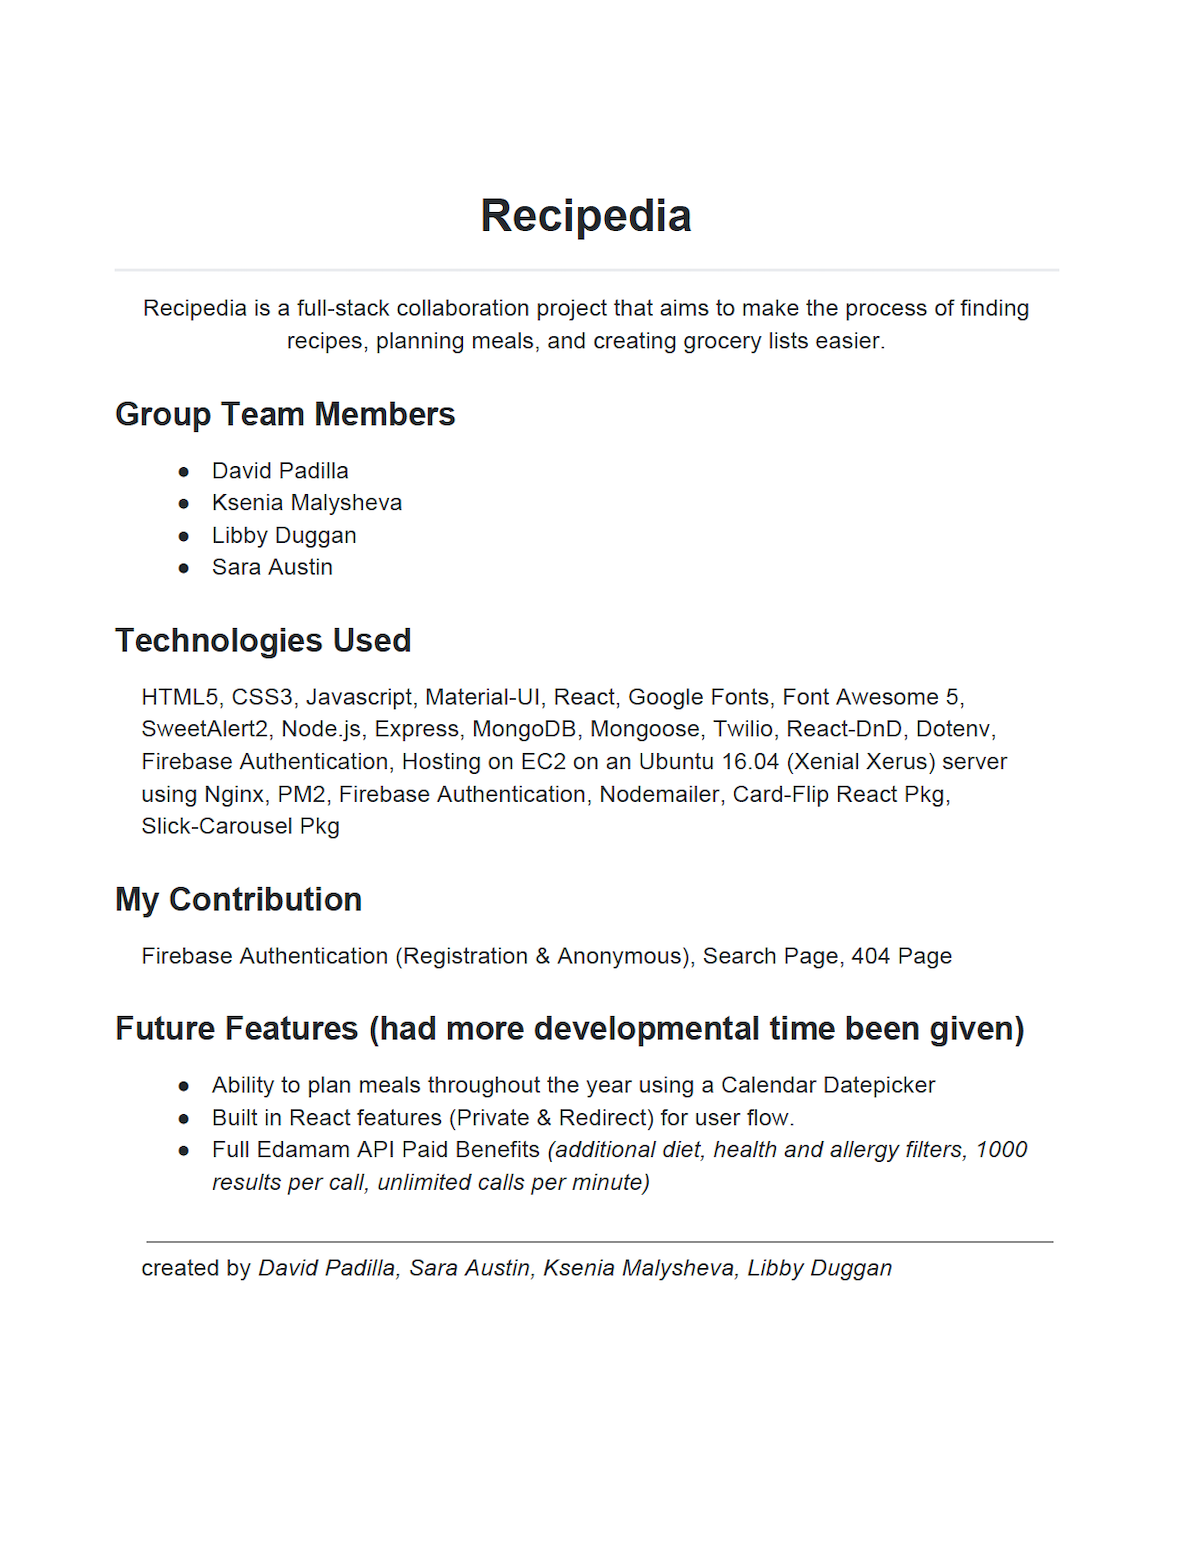 Recipedia
Recipedia is a full-stack collaboration project that aims to make the process of finding
recipes, planning meals, and creating grocery lists easier.
Group Team Members
● David Padilla
● Ksenia Malysheva
● Libby Duggan
● Sara Austin
Technologies Used
HTML5, CSS3, Javascript, Material-UI, React, Google Fonts, Font Awesome 5,
SweetAlert2, Node.js, Express, MongoDB, Mongoose, Twilio, React-DnD, Dotenv,
Firebase Authentication, Hosting on EC2 on an Ubuntu 16.04 (Xenial Xerus) server
using Nginx, PM2, Firebase Authentication, Nodemailer, Card-Flip React Pkg,
Slick-Carousel Pkg
My Contribution
Firebase Authentication (Registration & Anonymous), Search Page, 404 Page
Future Features (had more developmental time been given)
● Ability to plan meals throughout the year using a Calendar Datepicker
● Built in React features (Private & Redirect) for user flow.
● Full Edamam API Paid Benefits (additional diet, health and allergy filters, 1000
results per call, unlimited calls per minute)
created by David Padilla, Sara Austin, Ksenia Malysheva, Libby Duggan